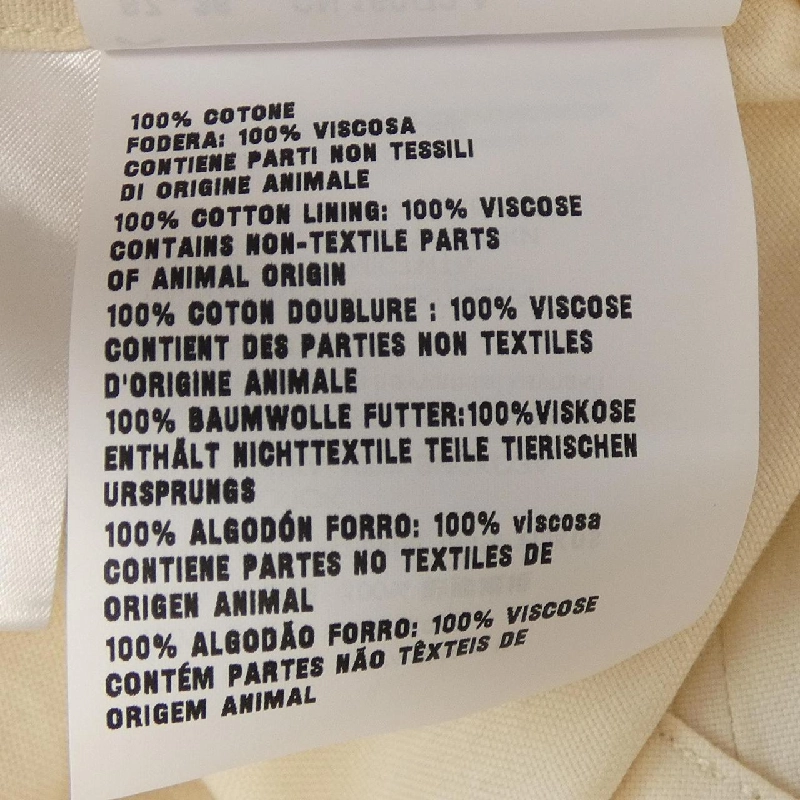 100% COTONE
FODERA: 100% VISCOSA
CONTIENE PARTI NON TESSILI
DI ORIGINE ANIMALE
100% COTTON LINING: 100% VISCOSE
CONTAINS NON-TEXTILE PARTS
OF ANIMAL ORIGIN
100% COTON DOUBLURE : 100% VISCOSE
CONTIENT DES PARTIES NON TEXTILES
D'ORIGINE ANIMALE
100% BAUMWOLLE FUTTER:100%VISKOSE
ENTHÄLT NICHTTEXTILE TEILE TIERISCHEN
URSPRUNGS
100% ALGODÓN FORRO: 100% viscosa
CONTIENE PARTES NO TEXTILES DE
ORIGEN ANIMAL
100% ALGODÃO FORRO: 100% VISCOSE
CONTÉM PARTES NÃO TÊXTEIS DE
ORIGEM ANIMAL